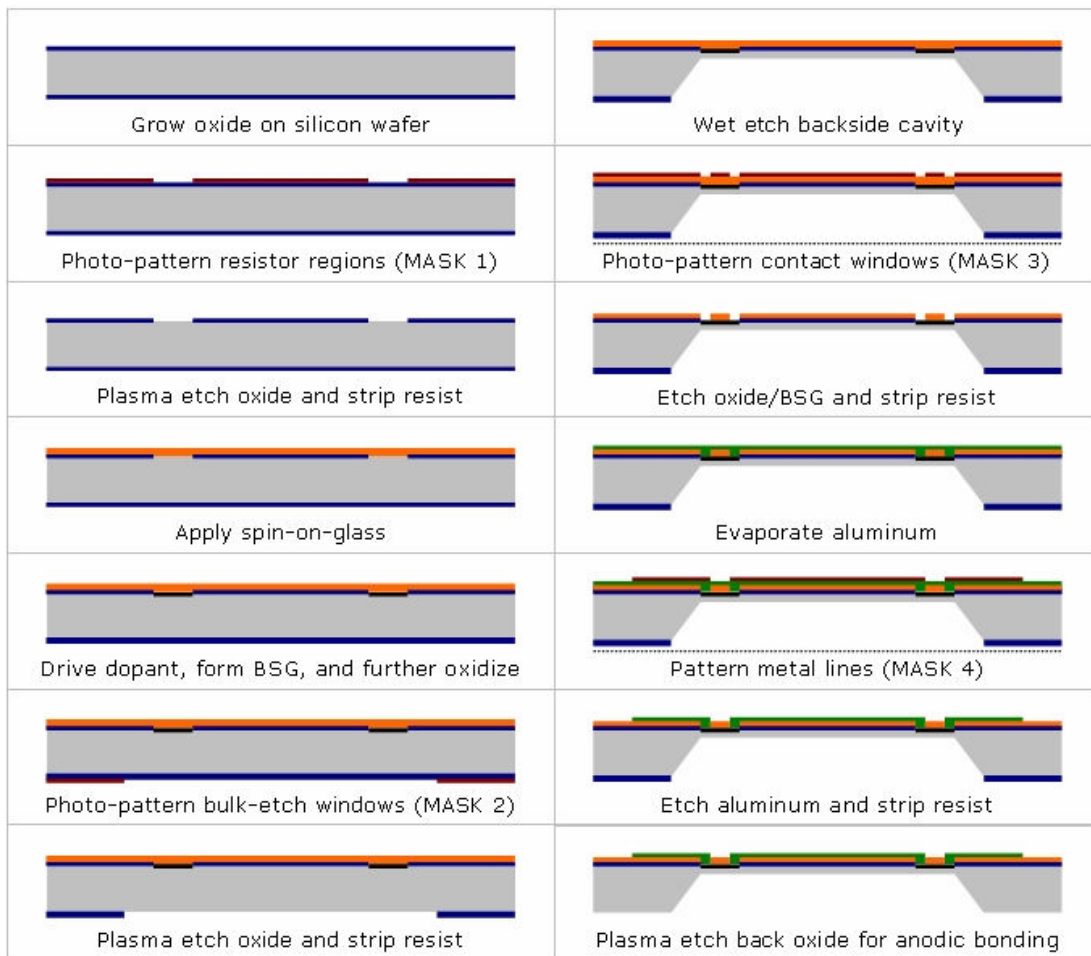 Grow oxide on silicon wafer
Photo-pattern resistor regions (MASK 1)
Plasma etch oxide and strip resist
Apply spin-on-glass
Drive dopant, form BSG, and further oxidize
Photo-pattern bulk-etch windows (MASK 2)
Plasma etch oxide and strip resist
Wet etch backside cavity
Photo-pattern contact windows (MASK 3)
Etch oxide/BSG and strip resist
Evaporate aluminum
Pattern metal lines (MASK 4)
Etch aluminum and strip resist
Plasma etch back oxide for anodic bonding